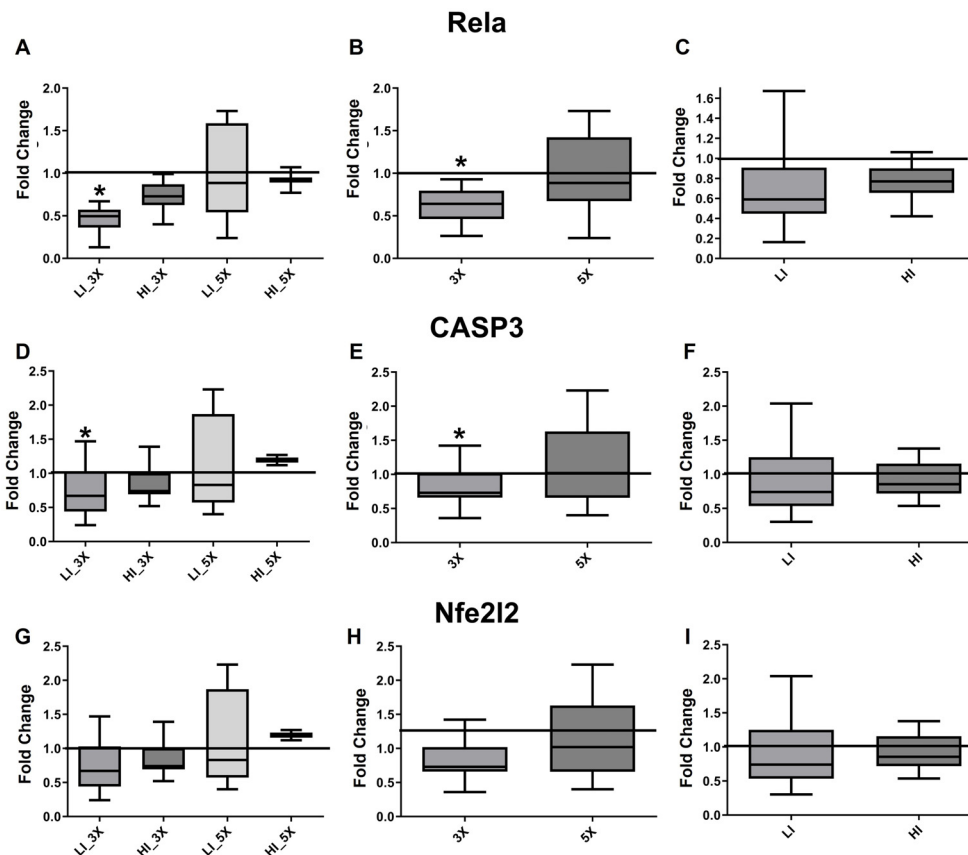 Rela
A
B
C
Fold Change
2.0
1.5
1.0
0.5
0.0
*
LI_3X
HI_3X
LI_5X
HI_5X
Fold Change
2.0
1.5
1.0
0.5
0.0
*
3X
5X
Fold Change
1.6
1.4
1.2
1.0
0.8
0.6
0.4
0.2
0.0
LI
HI
CASP3
D
E
F
Fold Change
2.5
2.0
1.5
1.0
0.5
0.0
*
LI_3X
HI_3X
LI_5X
HI_5X
Fold Change
2.5
2.0
1.5
1.0
0.5
0.0
*
3X
5X
Fold Change
2.5
2.0
1.5
1.0
0.5
0.0
LI
HI
Nfe2l2
G
H
I
Fold Change
2.5
2.0
1.5
1.0
0.5
0.0
LI_3X
HI_3X
LI_5X
HI_5X
Fold Change
2.5
2.0
1.5
1.0
0.5
0.0
3X
5X
Fold Change
2.5
2.0
1.5
1.0
0.5
0.0
LI
HI